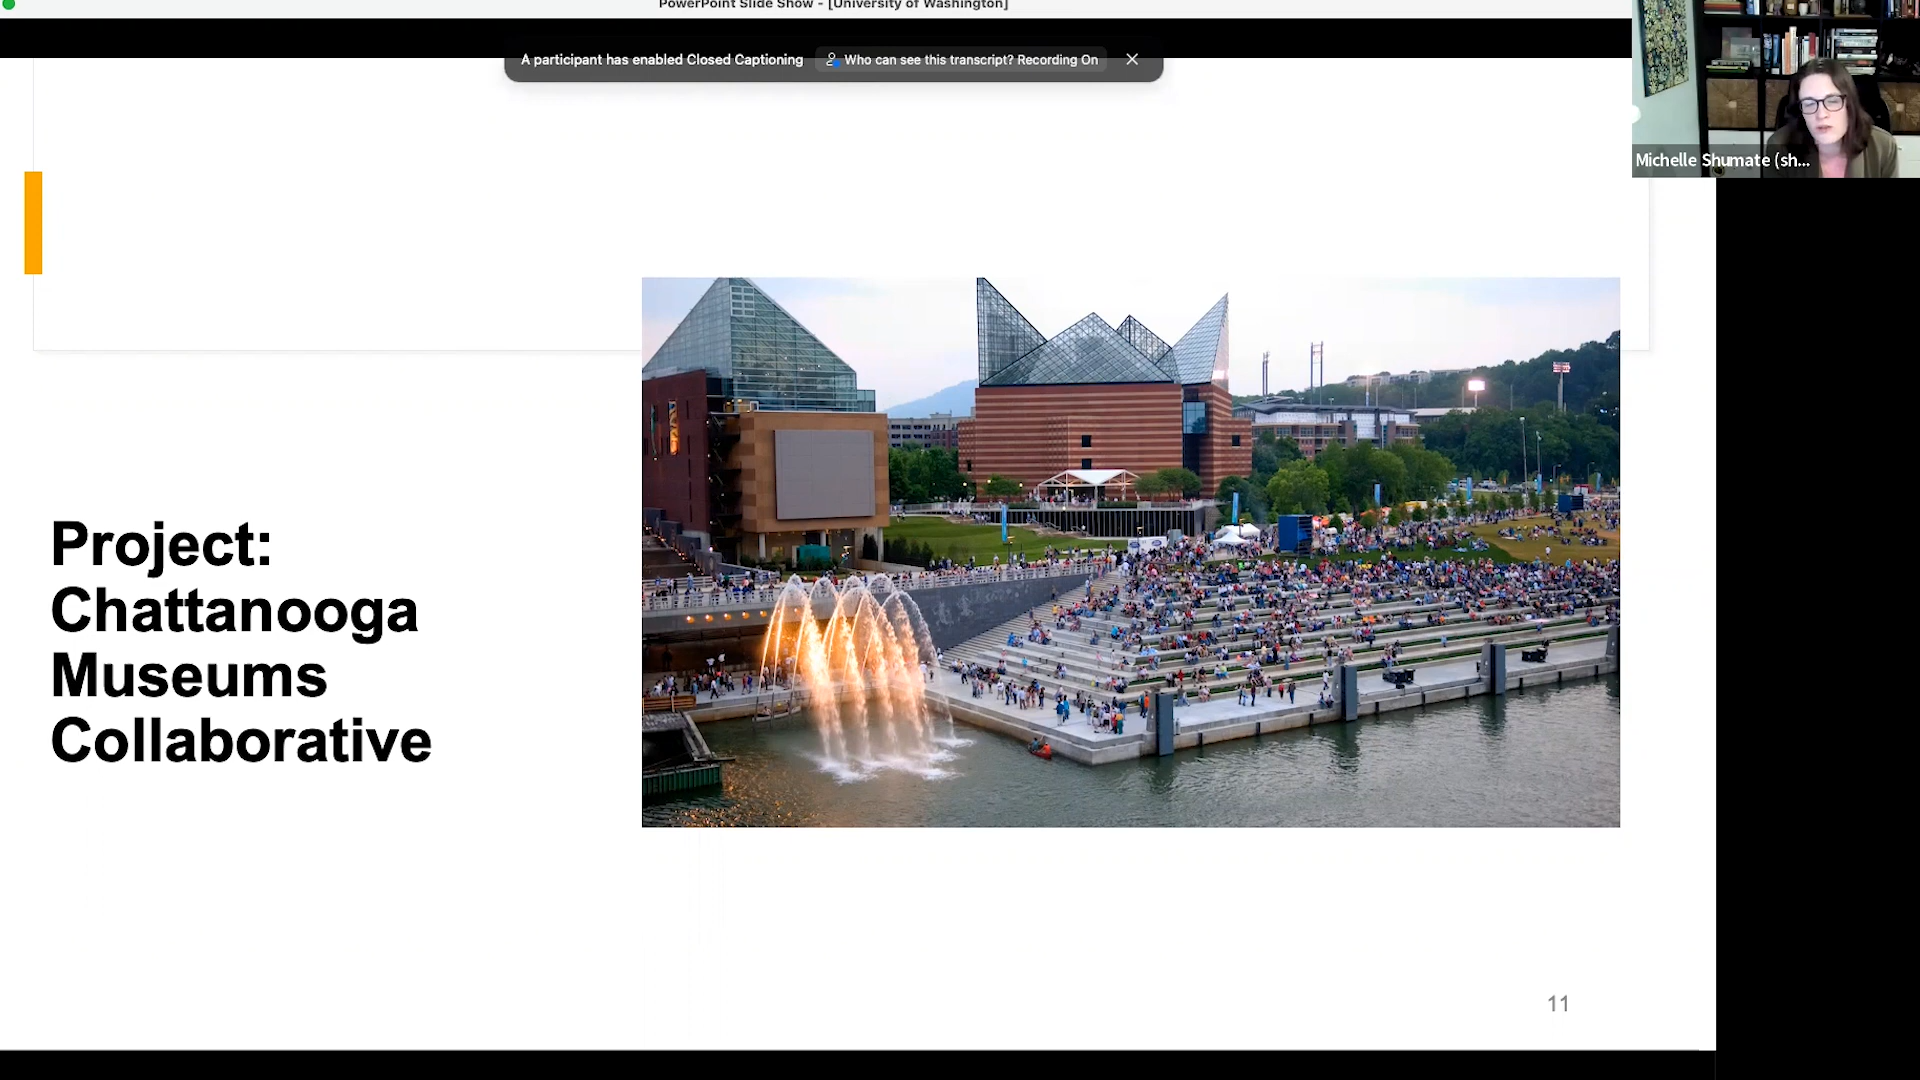 PowerPoint Slide Show - [University of Washington]
A participant has enabled Closed Captioning
Who can see this transcript? Recording On
Michelle Shumate (sh...
Project:
Chattanooga
Museums
Collaborative
11